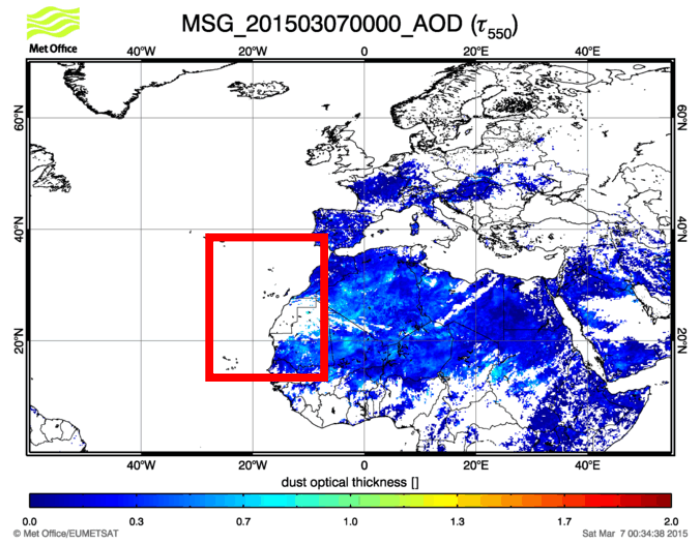 MSG_201503070000_AOD (τ550)
Met Office
40°W 20°W 0 20°E 40°E
60°N 60°N
40°N 40°N
20°N 20°N
40°W 20°W 0 20°E 40°E
dust optical thickness []
0.0 0.3 0.7 1.0 1.3 1.7 2.0
© Met Office/EUMETSAT Sat Mar 7 00:34:38 2015